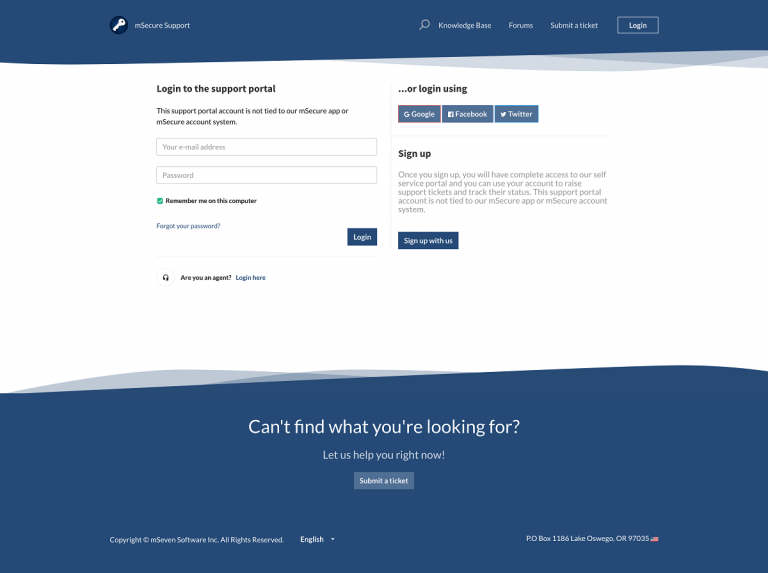 mSecure Support
Knowledge Base
Forums
Submit a ticket
Login
Login to the support portal
This support portal account is not tied to our mSecure app or
mSecure account system.
Your e-mail address
Password
Remember me on this computer
Forgot your password?
Login
Are you an agent? Login here
...or login using
Google
Facebook
Twitter
Sign up
Once you sign up, you will have complete access to our self
service portal and you can use your account to raise
support tickets and track their status. This support portal
account is not tied to our mSecure app or mSecure account
system.
Sign up with us
Can't find what you're looking for?
Let us help you right now!
Submit a ticket
Copyright © mSeven Software Inc. All Rights Reserved.
English
P.O Box 1186 Lake Oswego, OR 97035